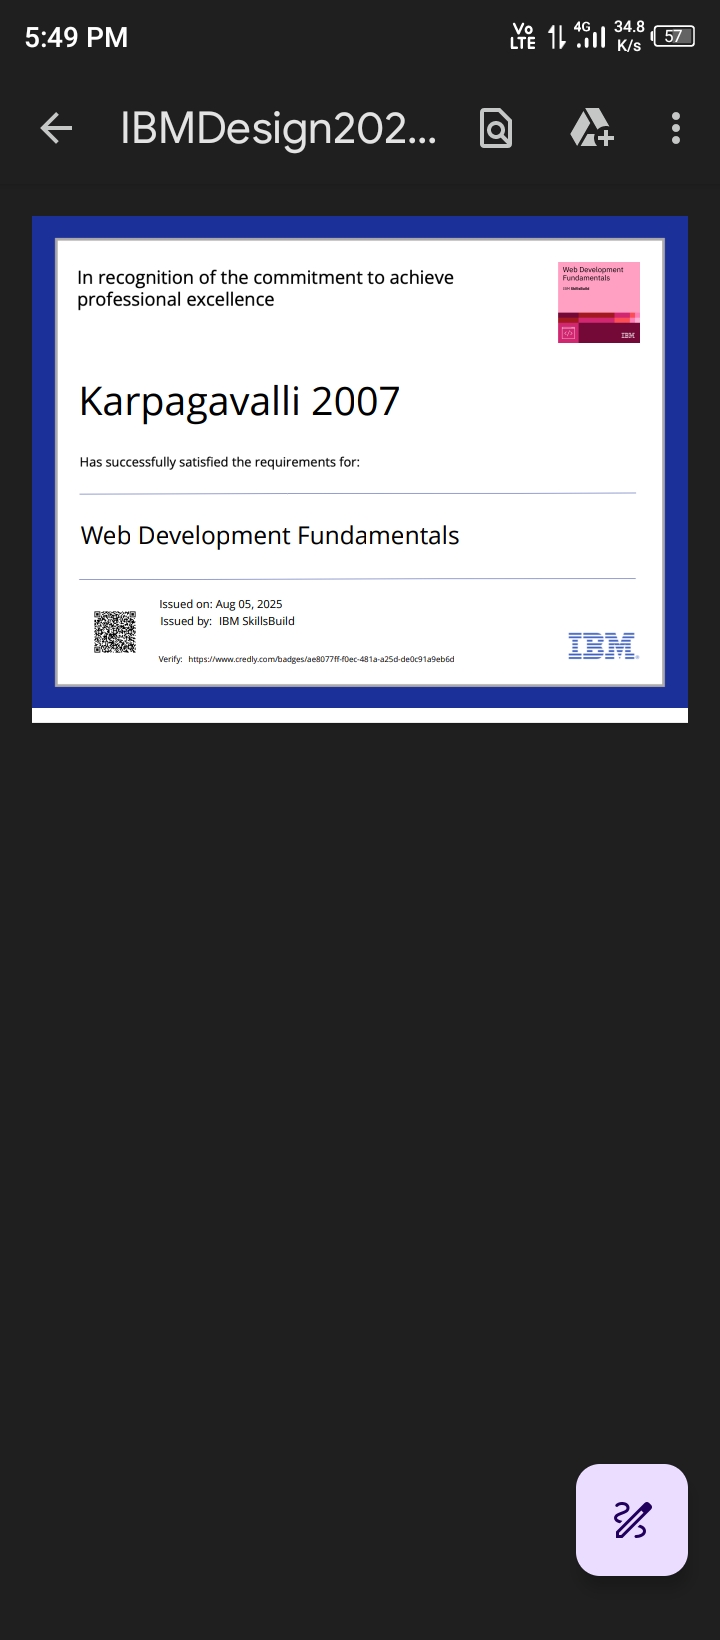 5:49 PM
Vo LTE 4G 34.8 K/s 57
IBMDesign202...
In recognition of the commitment to achieve
professional excellence
Web Development
Fundamentals
IBM SkillsBuild
IBM
Karpagavalli 2007
Has successfully satisfied the requirements for:
Web Development Fundamentals
Issued on: Aug 05, 2025
Issued by: IBM SkillsBuild
Verify: https://www.credly.com/badges/ae8077ff-f0ec-481a-a25d-de0c91a9eb6d
IBM